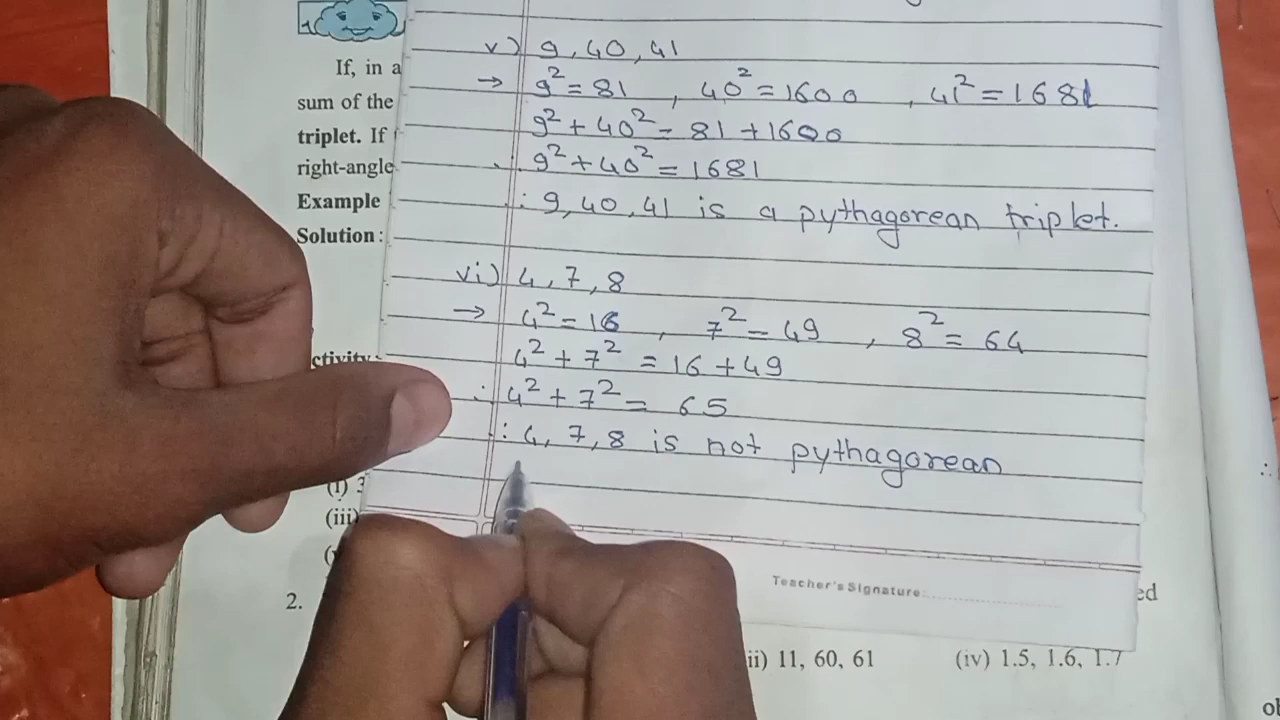 v) 9, 40, 41
If, in a
→ 9² = 81 , 40² = 1600 , 41² = 1681
sum of the
9² + 40² = 81 + 1600
triplet. If
∴ 9² + 40² = 1681
right-angle
Example
∴ 9, 40, 41 is a pythagorean triplet.
Solution:
vi) 4, 7, 8
→ 4² = 16 , 7² = 49 , 8² = 64
ctivity
4² + 7² = 16 + 49
∴ 4² + 7² = 65
∴ 4, 7, 8 is not pythagorean
(i) 3
(iii)
Teacher's Signature:
ed
2.
ii) 11, 60, 61 (iv) 1.5, 1.6, 1.7